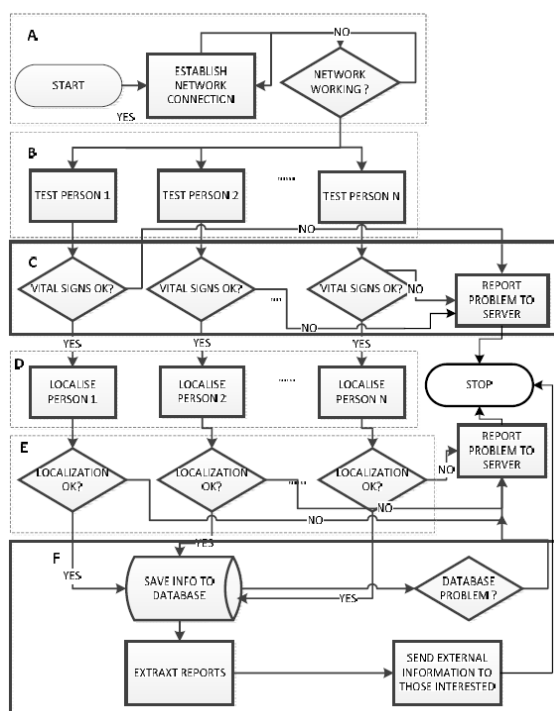 A
NO
START
ESTABLISH
NETWORK
CONNECTION
NETWORK
WORKING ?
YES
B
TEST PERSON 1
TEST PERSON 2
......
TEST PERSON N
NO
C
VITAL SIGNS OK?
VITAL SIGNS OK?
....
VITAL SIGNS OK?
NO
NO
REPORT
PROBLEM TO
SERVER
YES
YES
YES
D
LOCALISE
PERSON 1
LOCALISE
PERSON 2
......
LOCALISE
PERSON N
STOP
E
LOCALIZATION
OK?
LOCALIZATION
OK?
......
LOCALIZATION
OK?
NO
REPORT
PROBLEM TO
SERVER
NO
NO
F
YES
YES
YES
SAVE INFO TO
DATABASE
DATABASE
PROBLEM ?
EXTRAXT REPORTS
SEND EXTERNAL
INFORMATION TO
THOSE INTERESTED